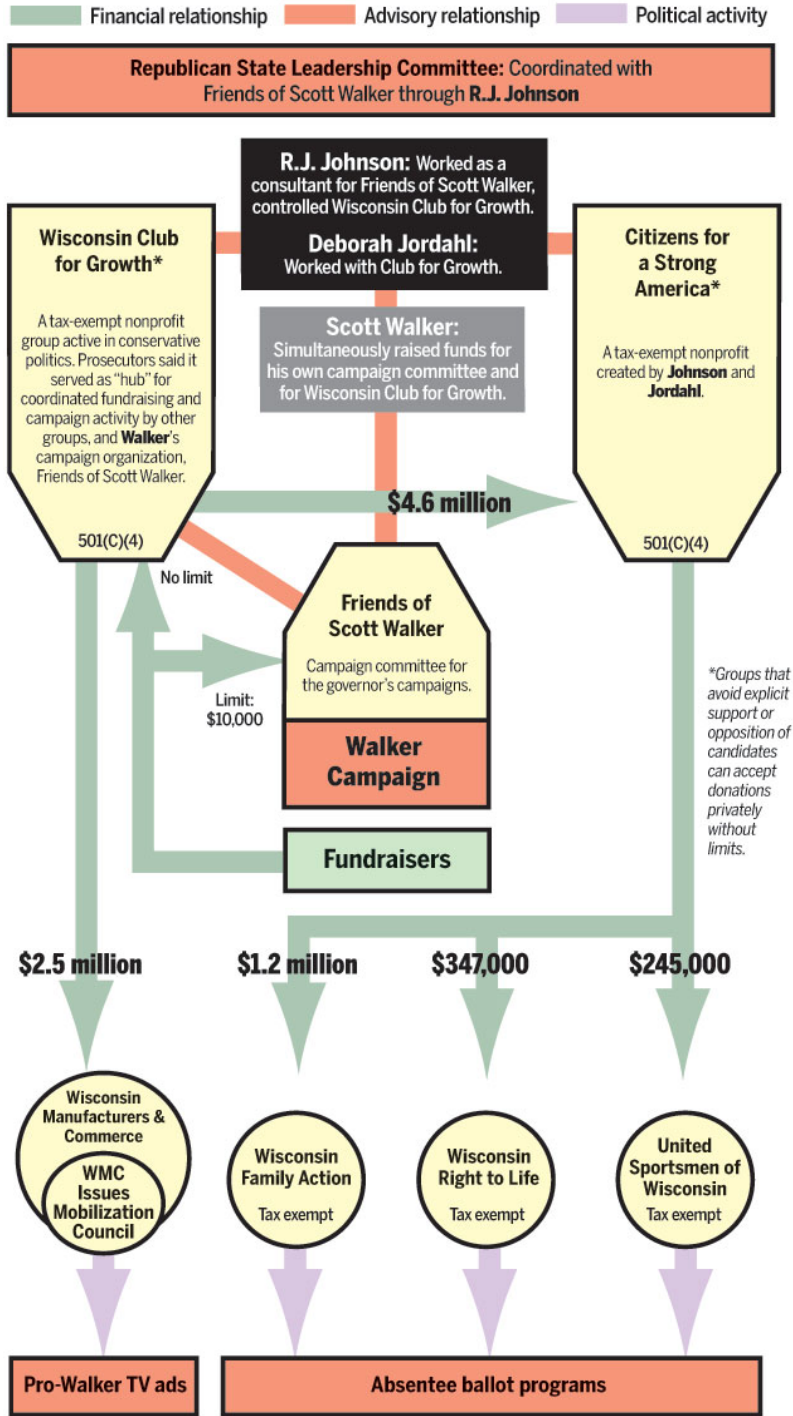 Financial relationship
Advisory relationship
Political activity
Republican State Leadership Committee: Coordinated with
Friends of Scott Walker through R.J. Johnson
R.J. Johnson: Worked as a
consultant for Friends of Scott Walker,
controlled Wisconsin Club for Growth.
Deborah Jordahl:
Worked with Club for Growth.
Wisconsin Club
for Growth*
A tax-exempt nonprofit
group active in conservative
politics. Prosecutors said it
served as “hub” for
coordinated fundraising and
campaign activity by other
groups, and Walker’s
campaign organization,
Friends of Scott Walker.
501(C)(4)
Scott Walker:
Simultaneously raised funds for
his own campaign committee and
for Wisconsin Club for Growth.
Citizens for
a Strong
America*
A tax-exempt nonprofit
created by Johnson and
Jordahl.
501(C)(4)
$4.6 million
No limit
Limit:
$10,000
Friends of
Scott Walker
Campaign committee for
the governor’s campaigns.
Walker
Campaign
Fundraisers
*Groups that
avoid explicit
support or
opposition of
candidates
can accept
donations
privately
without
limits.
$2.5 million
$1.2 million
$347,000
$245,000
Wisconsin
Manufacturers &
Commerce
WMC
Issues
Mobilization
Council
Wisconsin
Family Action
Tax exempt
Wisconsin
Right to Life
Tax exempt
United
Sportsmen of
Wisconsin
Tax exempt
Pro-Walker TV ads
Absentee ballot programs